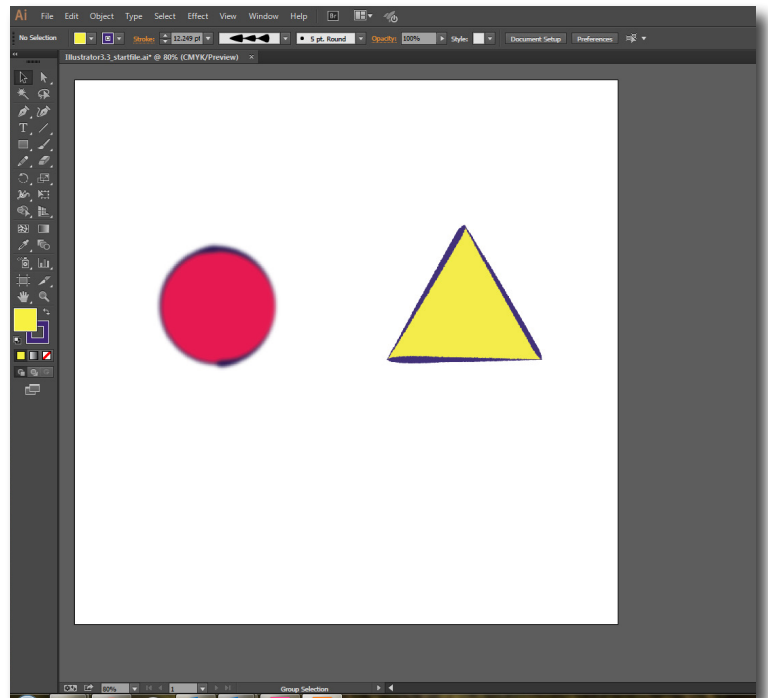 Ai File Edit Object Type Select Effect View Window Help Br
No Selection Stroke: 12.249 pt 5 pt. Round Opacity: 100% Style: Document Setup Preferences
Illustrator3.3_startfile.ai* @ 80% (CMYK/Preview) ×
T
80% 1 Group Selection